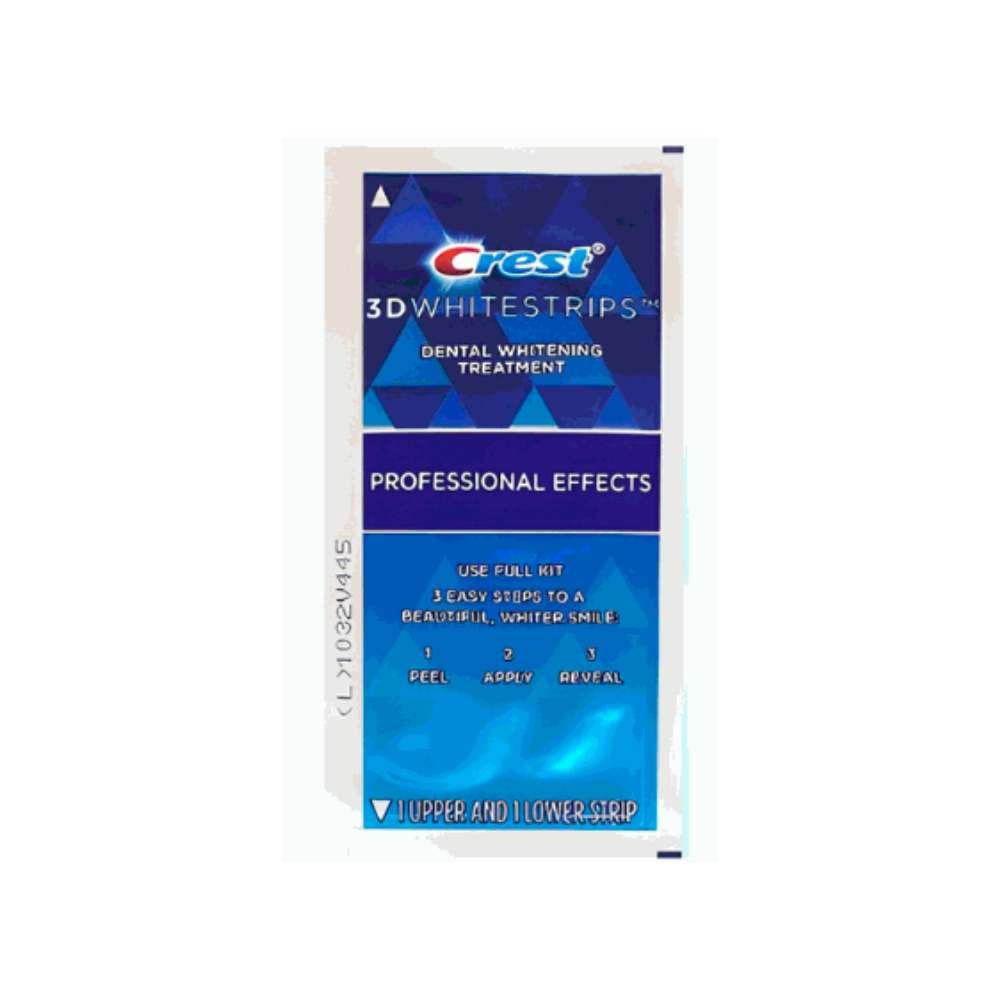 Crest®
3D WHITESTRIPS™
DENTAL WHITENING
TREATMENT
PROFESSIONAL EFFECTS
USE FULL KIT
3 EASY STEPS TO A
BEAUTIFUL, WHITER SMILE:
1 2 3
PEEL APPLY REVEAL
1 UPPER AND 1 LOWER STRIP
(L)1032V445